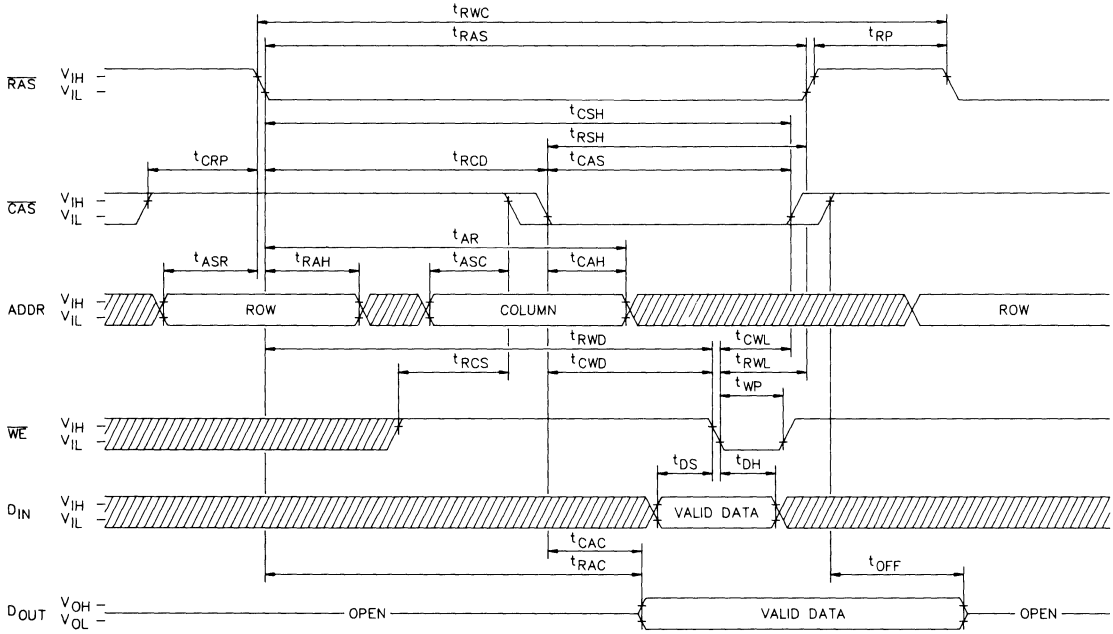 tRWC
tRAS tRP
RAS VIH
VIL
tCSH
tRSH
tCRP tRCD tCAS
CAS VIH
VIL
tAR
tASR tRAH tASC tCAH
ADDR VIH
VIL
ROW COLUMN ROW
tRWD tCWL
tRCS tCWD tRWL
tWP
WE VIH
VIL
tDS tDH
DIN VIH
VIL
VALID DATA
tCAC
tRAC tOFF
DOUT VOH
VOL
OPEN VALID DATA OPEN